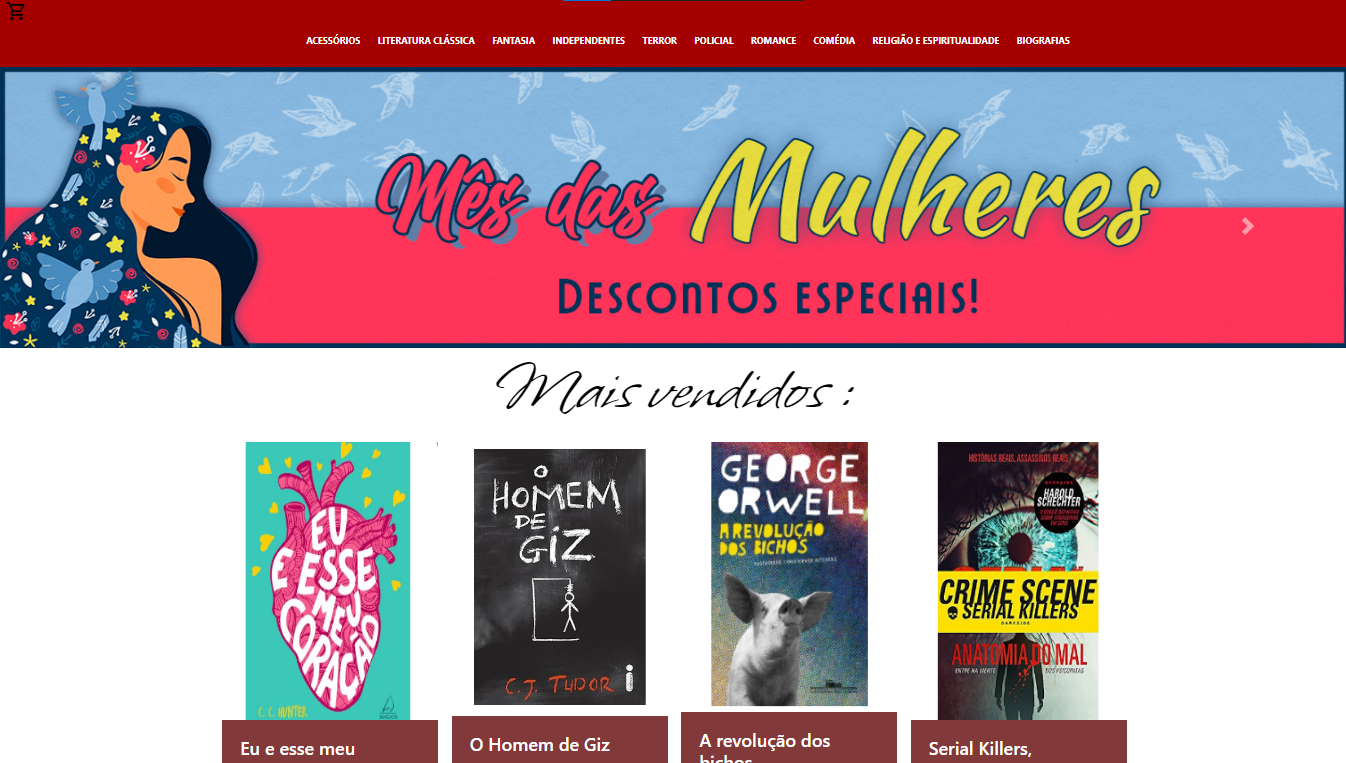 ACESSÓRIOS LITERATURA CLÁSSICA FANTASIA INDEPENDENTES TERROR POLICIAL ROMANCE COMÉDIA RELIGIÃO E ESPIRITUALIDADE BIOGRAFIAS
Mês das Mulheres
DESCONTOS ESPECIAIS!
Mais vendidos :
EU
E ESSE
MEU
CORAÇÃO
C. C. HUNTER
O
HOMEM
DE
GIZ
C. J. TUDOR
GEORGE
ORWELL
A REVOLUÇÃO
DOS BICHOS
HISTÓRIAS REAIS, ASSASSINOS REAIS
HAROLD
SCHECHTER
CRIME SCENE
SERIAL KILLERS
DARKSIDE
ANATOMIA DO MAL
ENTRE NA MENTE DOS PSICOPATAS
Eu e esse meu
O Homem de Giz
A revolução dos
bichos
Serial Killers,